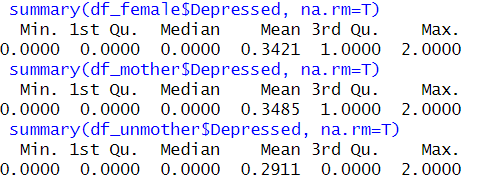 summary(df_female$Depressed, na.rm=T)
Min. 1st Qu. Median Mean 3rd Qu. Max.
0.0000 0.0000 0.0000 0.3421 1.0000 2.0000
summary(df_mother$Depressed, na.rm=T)
Min. 1st Qu. Median Mean 3rd Qu. Max.
0.0000 0.0000 0.0000 0.3485 1.0000 2.0000
summary(df_unmother$Depressed, na.rm=T)
Min. 1st Qu. Median Mean 3rd Qu. Max.
0.0000 0.0000 0.0000 0.2911 0.0000 2.0000